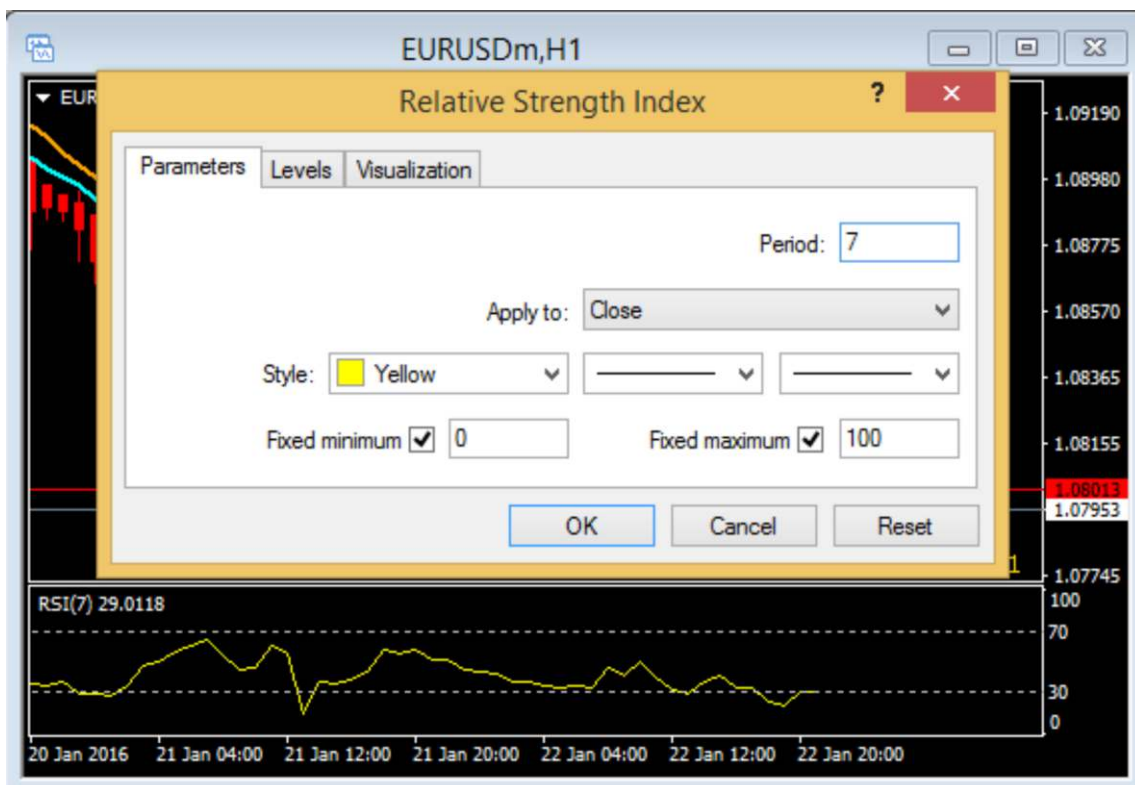 EURUSDm,H1
EUR
Relative Strength Index ?
Parameters Levels Visualization
Period: 7
Apply to: Close
Style: Yellow
Fixed minimum 0 Fixed maximum 100
OK Cancel Reset
1.09190
1.08980
1.08775
1.08570
1.08365
1.08155
1.08013
1.07953
1
1.07745
RSI(7) 29.0118
100
70
30
0
20 Jan 2016 21 Jan 04:00 21 Jan 12:00 21 Jan 20:00 22 Jan 04:00 22 Jan 12:00 22 Jan 20:00